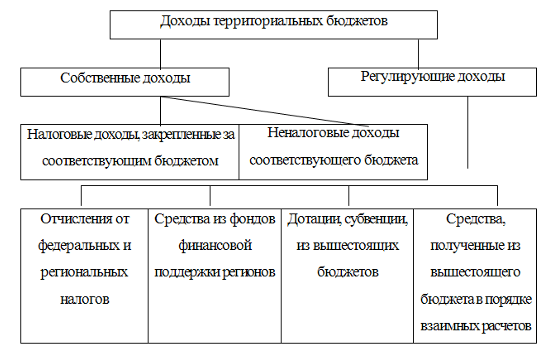 Доходы территориальных бюджетов
Собственные доходы
Регулирующие доходы
Налоговые доходы, закрепленные за
соответствующим бюджетом
Неналоговые доходы
соответствующего бюджета
Отчисления от
федеральных и
региональных
налогов
Средства из фондов
финансовой
поддержки регионов
Дотации, субвенции,
из вышестоящих
бюджетов
Средства,
полученные из
вышестоящего
бюджета в порядке
взаимных расчетов